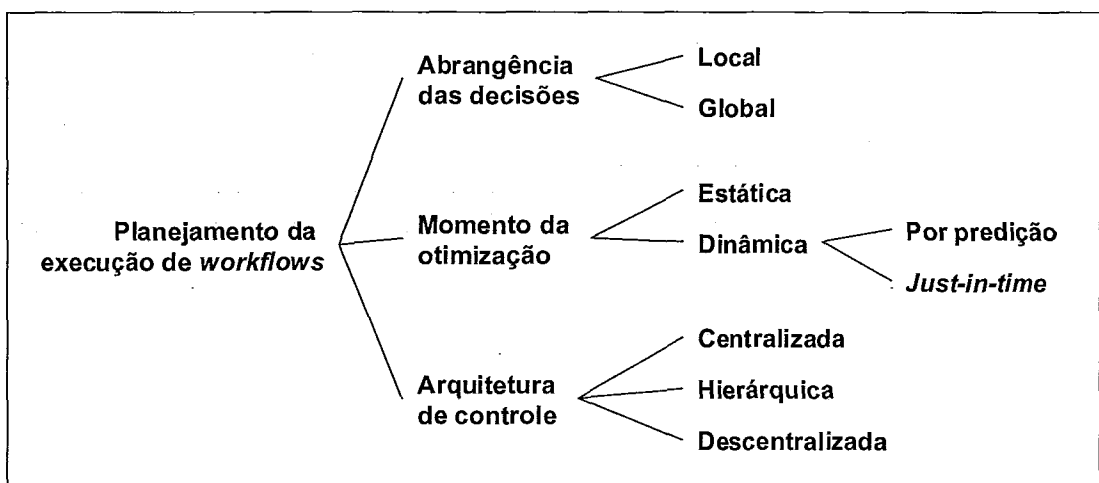 Planejamento da
execução de workflows
Abrangência
das decisões
Local
Global
Momento da
otimização
Estática
Dinâmica
Por predição
Just-in-time
Arquitetura
de controle
Centralizada
Hierárquica
Descentralizada